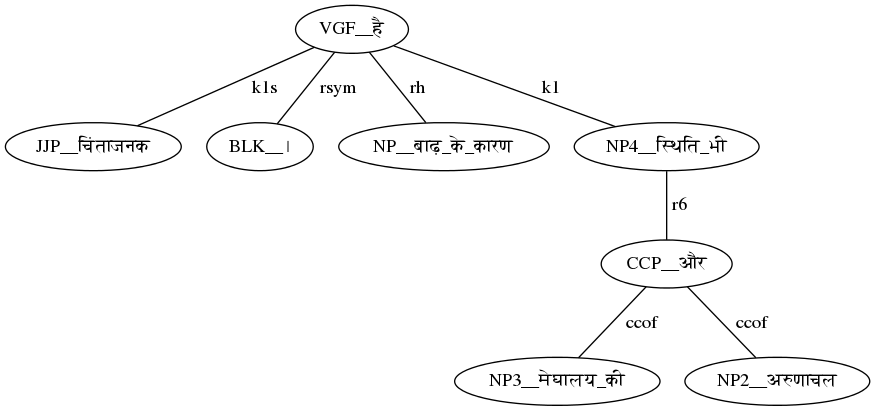 VGF__है
k1s rsym rh k1
JJP__चिंताजनक BLK__। NP__बाढ़_के_कारण NP4__स्थिति_भी
r6
CCP__और
ccof ccof
NP3__मेघालय_की NP2__अरुणाचल